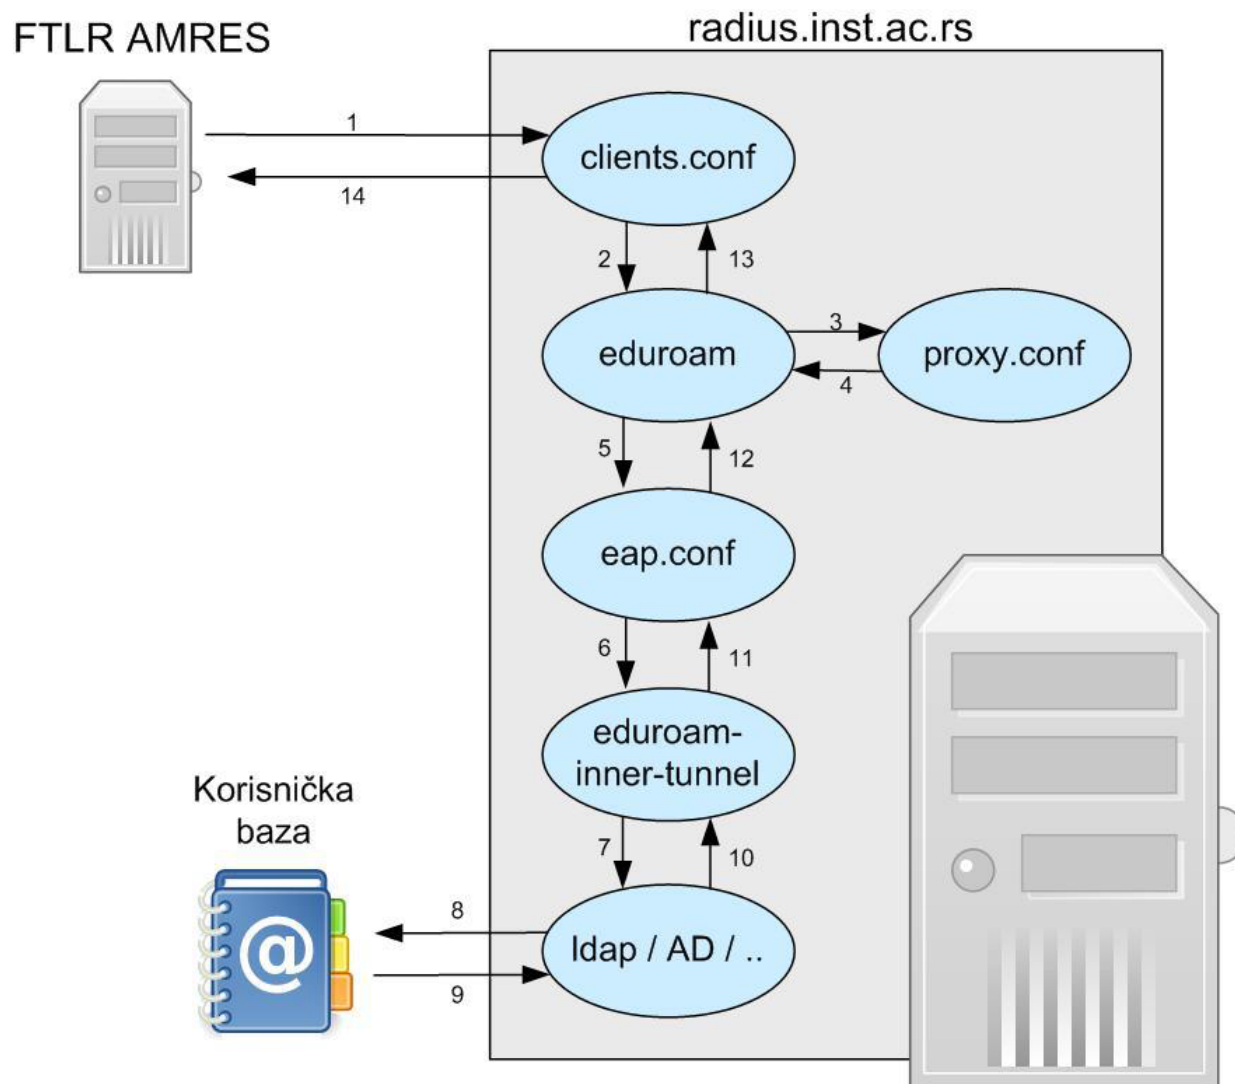 FTLR AMRES
radius.inst.ac.rs
1
clients.conf
14
2
13
eduroam
3
proxy.conf
4
5
12
eap.conf
6
11
eduroam-
inner-tunnel
Korisnička
baza
7
10
@
8
ldap / AD / ..
9